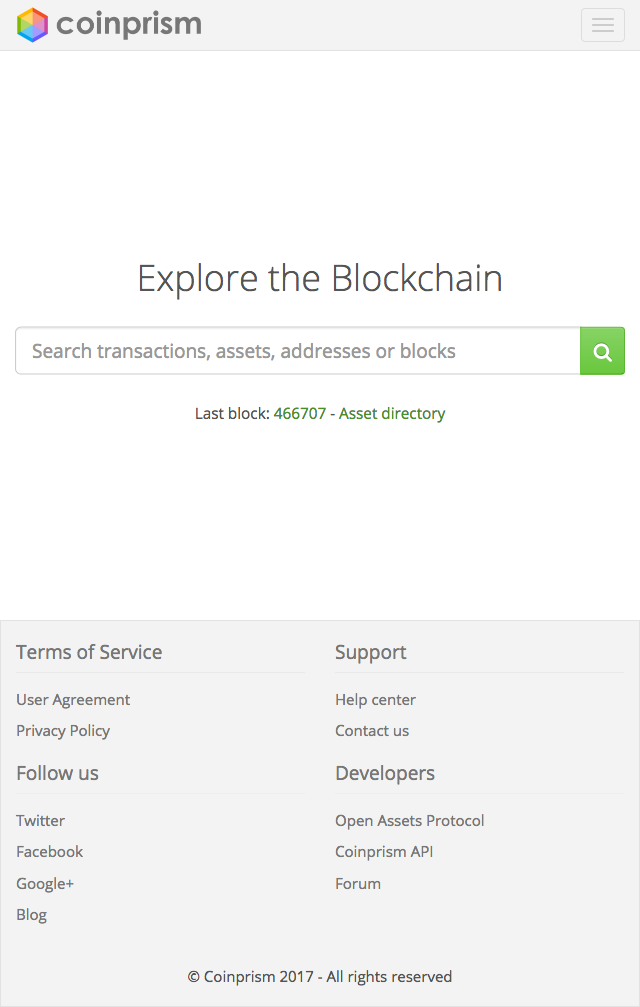 coinprism
Explore the Blockchain
Search transactions, assets, addresses or blocks
Last block: 466707 - Asset directory
Terms of Service
User Agreement
Privacy Policy
Support
Help center
Contact us
Follow us
Twitter
Facebook
Google+
Blog
Developers
Open Assets Protocol
Coinprism API
Forum
© Coinprism 2017 - All rights reserved